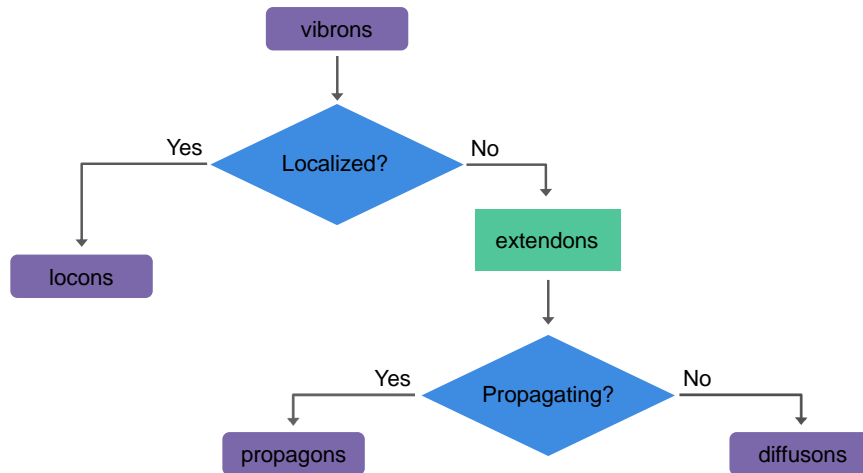 vibrons
Yes
Localized?
No
extendons
locons
Yes
Propagating?
No
propagons
diffusons